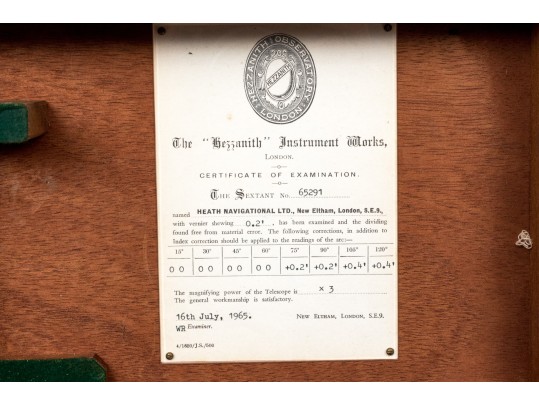 HEZZANITH OBSERVATORY
HEZZANITH
LONDON
The "Hezzanith" Instrument Works,
LONDON.
CERTIFICATE OF EXAMINATION.
THE SEXTANT No. 65291
named HEATH NAVIGATIONAL LTD., New Eltham, London, S.E.9.,
with vernier shewing 0.2'. has been examined and the dividing
found free from material error. The following corrections, in addition to
Index correction should be applied to the readings of the arc:—
15° 30° 45° 60° 75° 90° 105° 120°
0 0 0 0 0 0 0 0 +0.2' +0.2' +0.4' +0.4'
The magnifying power of the Telescope is x 3
The general workmanship is satisfactory.
16th July, 1965. NEW ELTHAM, LONDON, S.E.9.
WR Examiner.